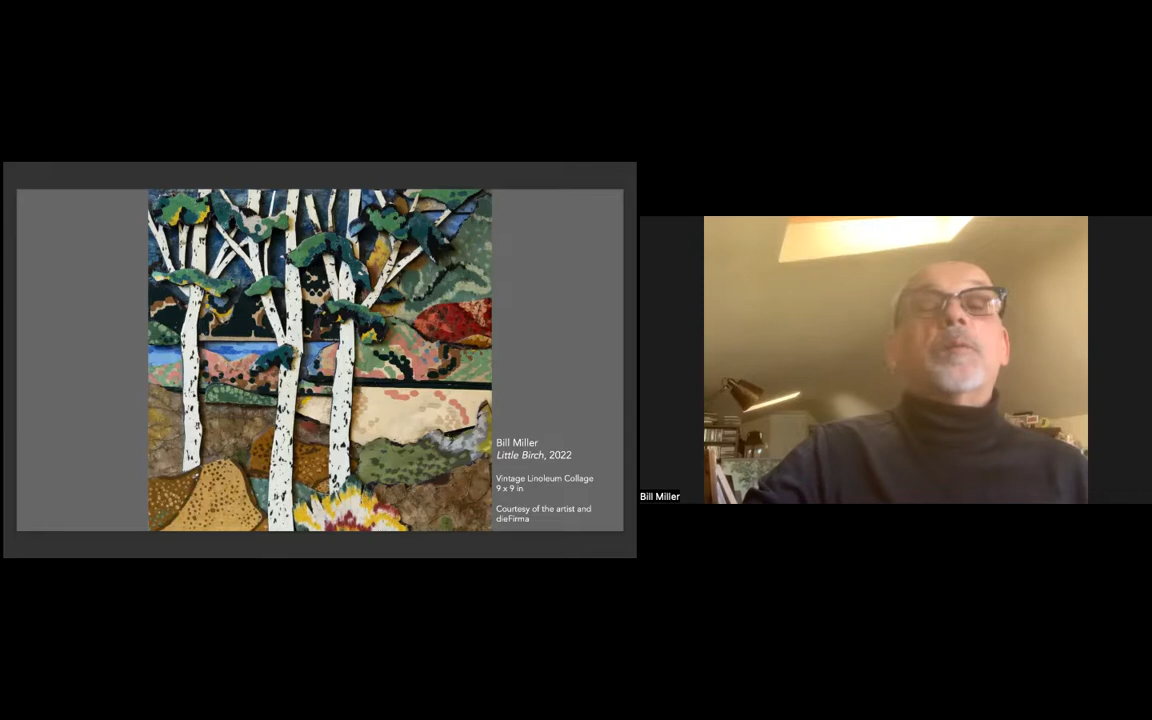 Bill Miller
Little Birch, 2022
Vintage Linoleum Collage
9 x 9 in
Courtesy of the artist and
dieFirma
Bill Miller